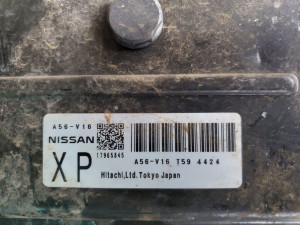 A56-V16
NISSAN
17965845
XP
A56-V16 T59 4424
Hitachi,Ltd.Tokyo Japan